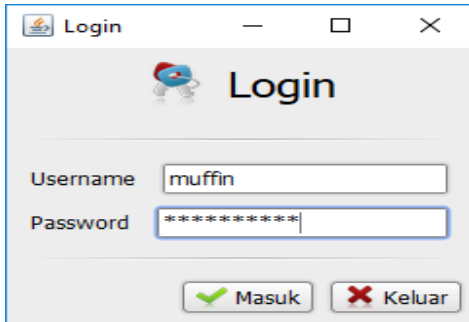 Login
Login
Username muffin
Password **********
Masuk Keluar